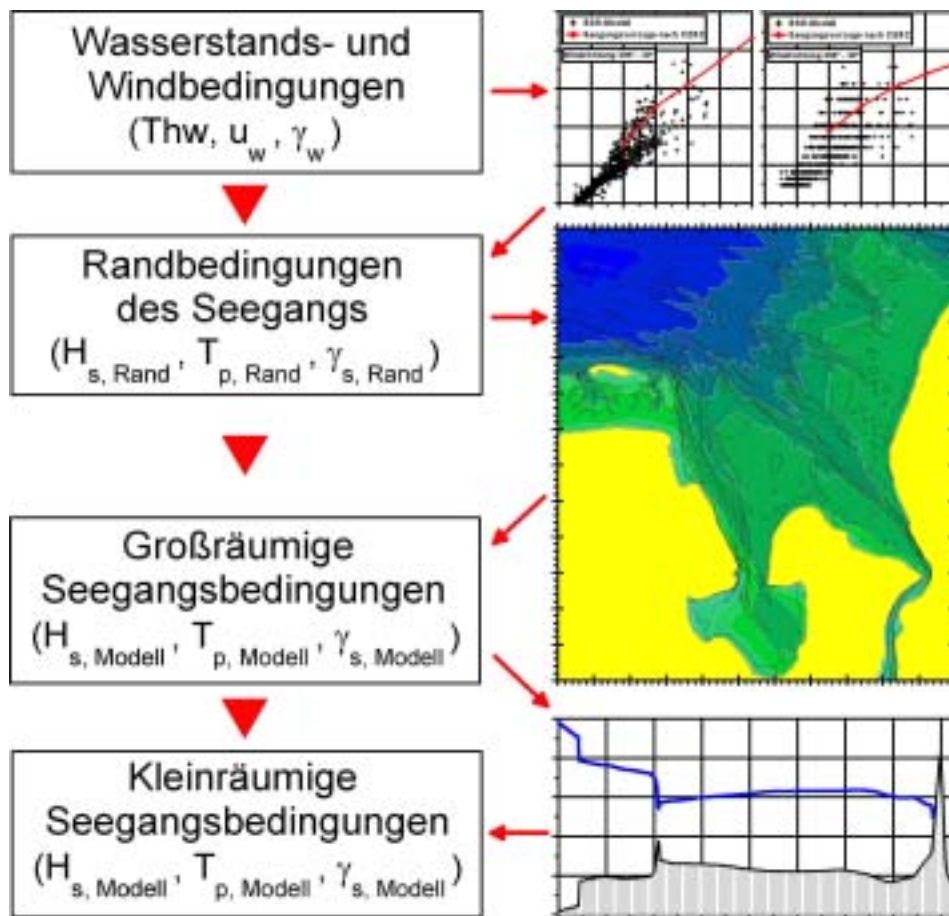 Wasserstands- und
Windbedingungen
(Thw, u_w, γ_w)
Randbedingungen
des Seegangs
(H_s, Rand, T_p, Rand, γ_s, Rand)
Großräumige
Seegangsbedingungen
(H_s, Modell, T_p, Modell, γ_s, Modell)
Kleinräumige
Seegangsbedingungen
(H_s, Modell, T_p, Modell, γ_s, Modell)